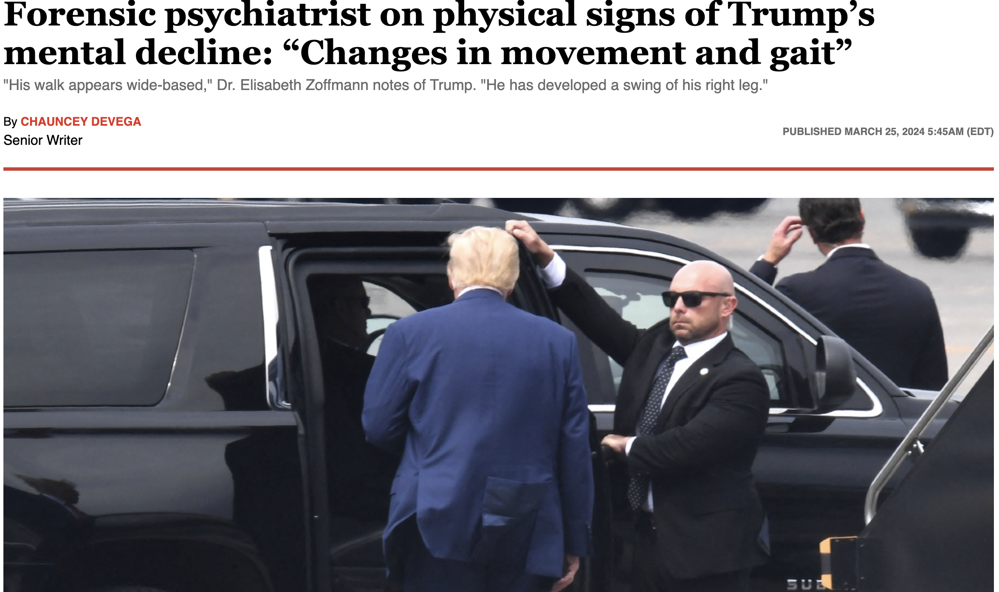 Forensic psychiatrist on physical signs of Trump’s
mental decline: “Changes in movement and gait”
"His walk appears wide-based," Dr. Elisabeth Zoffmann notes of Trump. "He has developed a swing of his right leg."
By CHAUNCEY DEVEGA
Senior Writer
PUBLISHED MARCH 25, 2024 5:45AM (EDT)